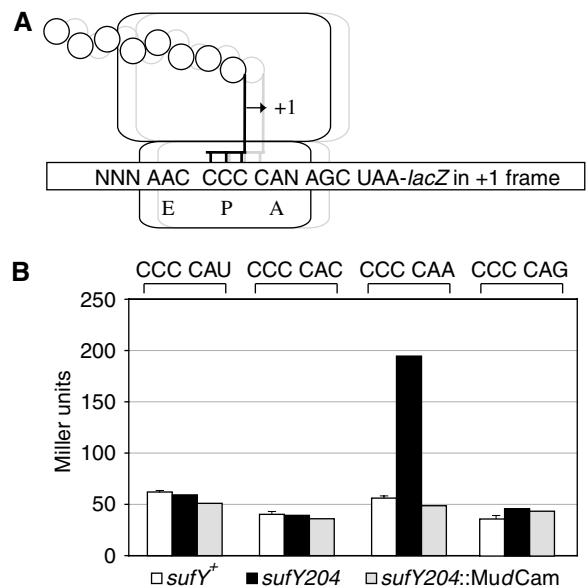 A
+1
NNN AAC CCC CAN AGC UAA-lacZ in +1 frame
E P A
B
CCC CAU CCC CAC CCC CAA CCC CAG
250
200
150
100
50
0
Miller units
sufY+ sufY204 sufY204::MudCam